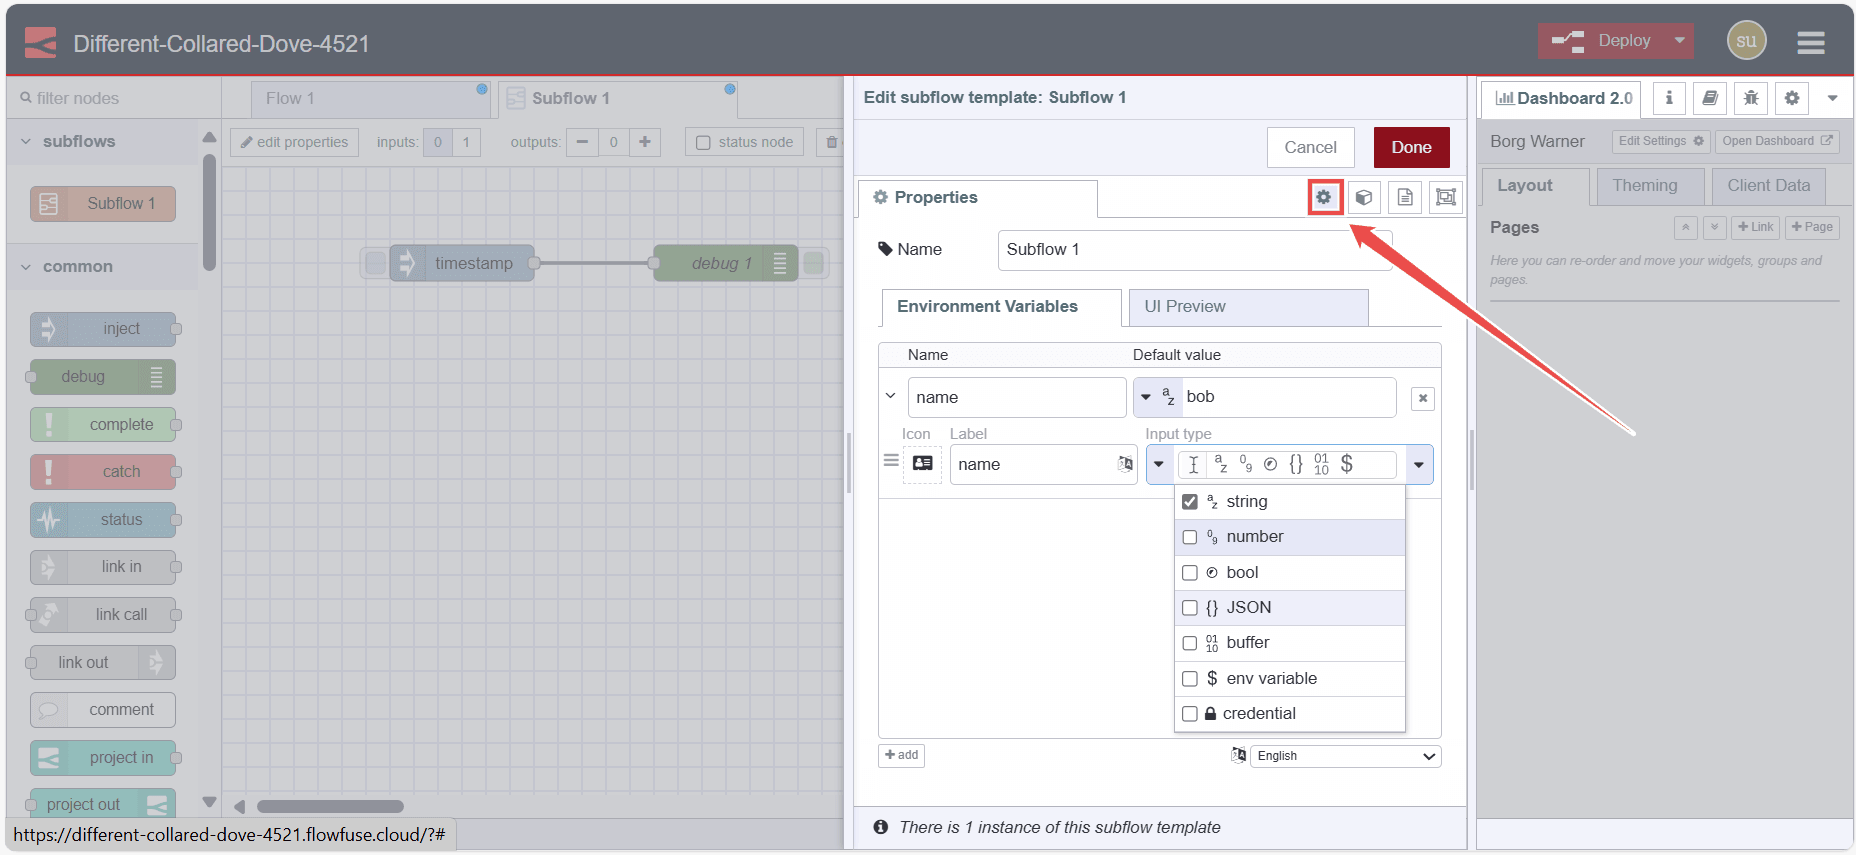 Different-Collared-Dove-4521
Deploy
su
filter nodes
Flow 1
Subflow 1
Edit subflow template: Subflow 1
Dashboard 2.0
subflows
edit properties
inputs: 0 1
outputs: 0
status node
Cancel
Done
Borg Warner
Edit Settings
Open Dashboard
Subflow 1
Properties
Layout
Theming
Client Data
Pages
Link
Page
Name
Subflow 1
Here you can re-order and move your widgets, groups and
pages.
common
timestamp
debug 1
Environment Variables
UI Preview
inject
debug
complete
catch
status
link in
link call
link out
comment
project in
project out
Name
Default value
name
bob
Icon
Label
Input type
name
string
number
bool
JSON
buffer
env variable
credential
add
English
There is 1 instance of this subflow template
https://different-collared-dove-4521.flowfuse.cloud/?#